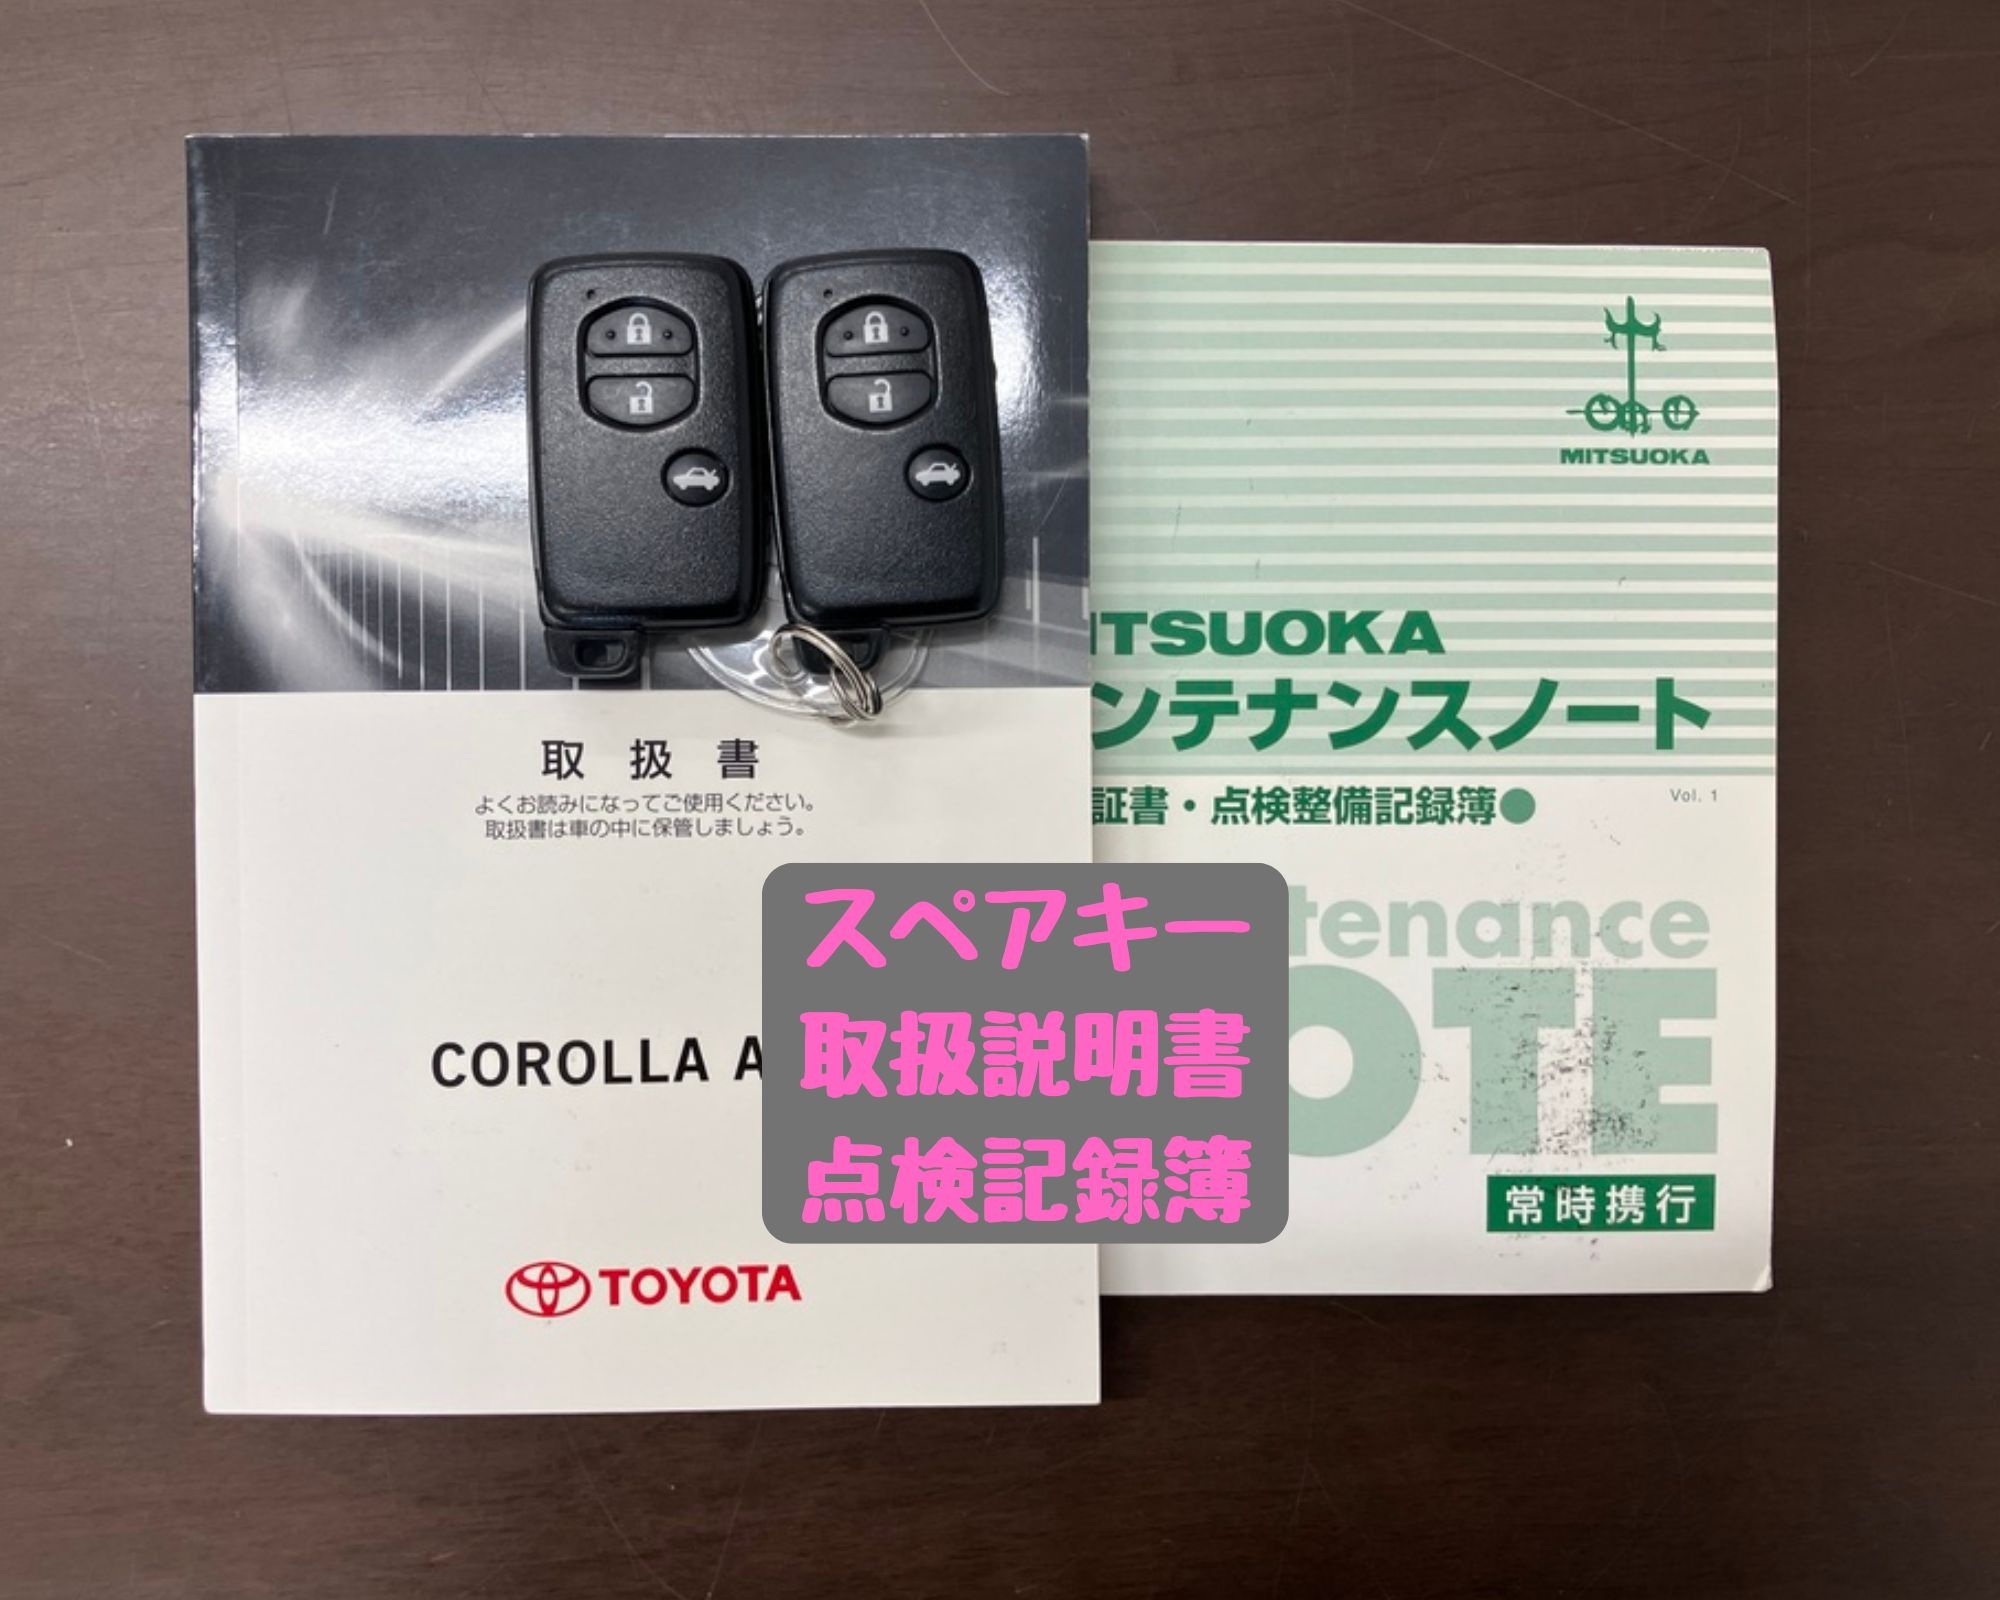 取扱書
よくお読みになってご使用ください。
取扱書は車の中に保管しましょう。
COROLLA A
TOYOTA
MITSUOKA
ITSUOKA
ンテナンスノート
証書・点検整備記録簿●
Vol. 1
tenance
OTE
常時携行
スペアキー
取扱説明書
点検記録簿